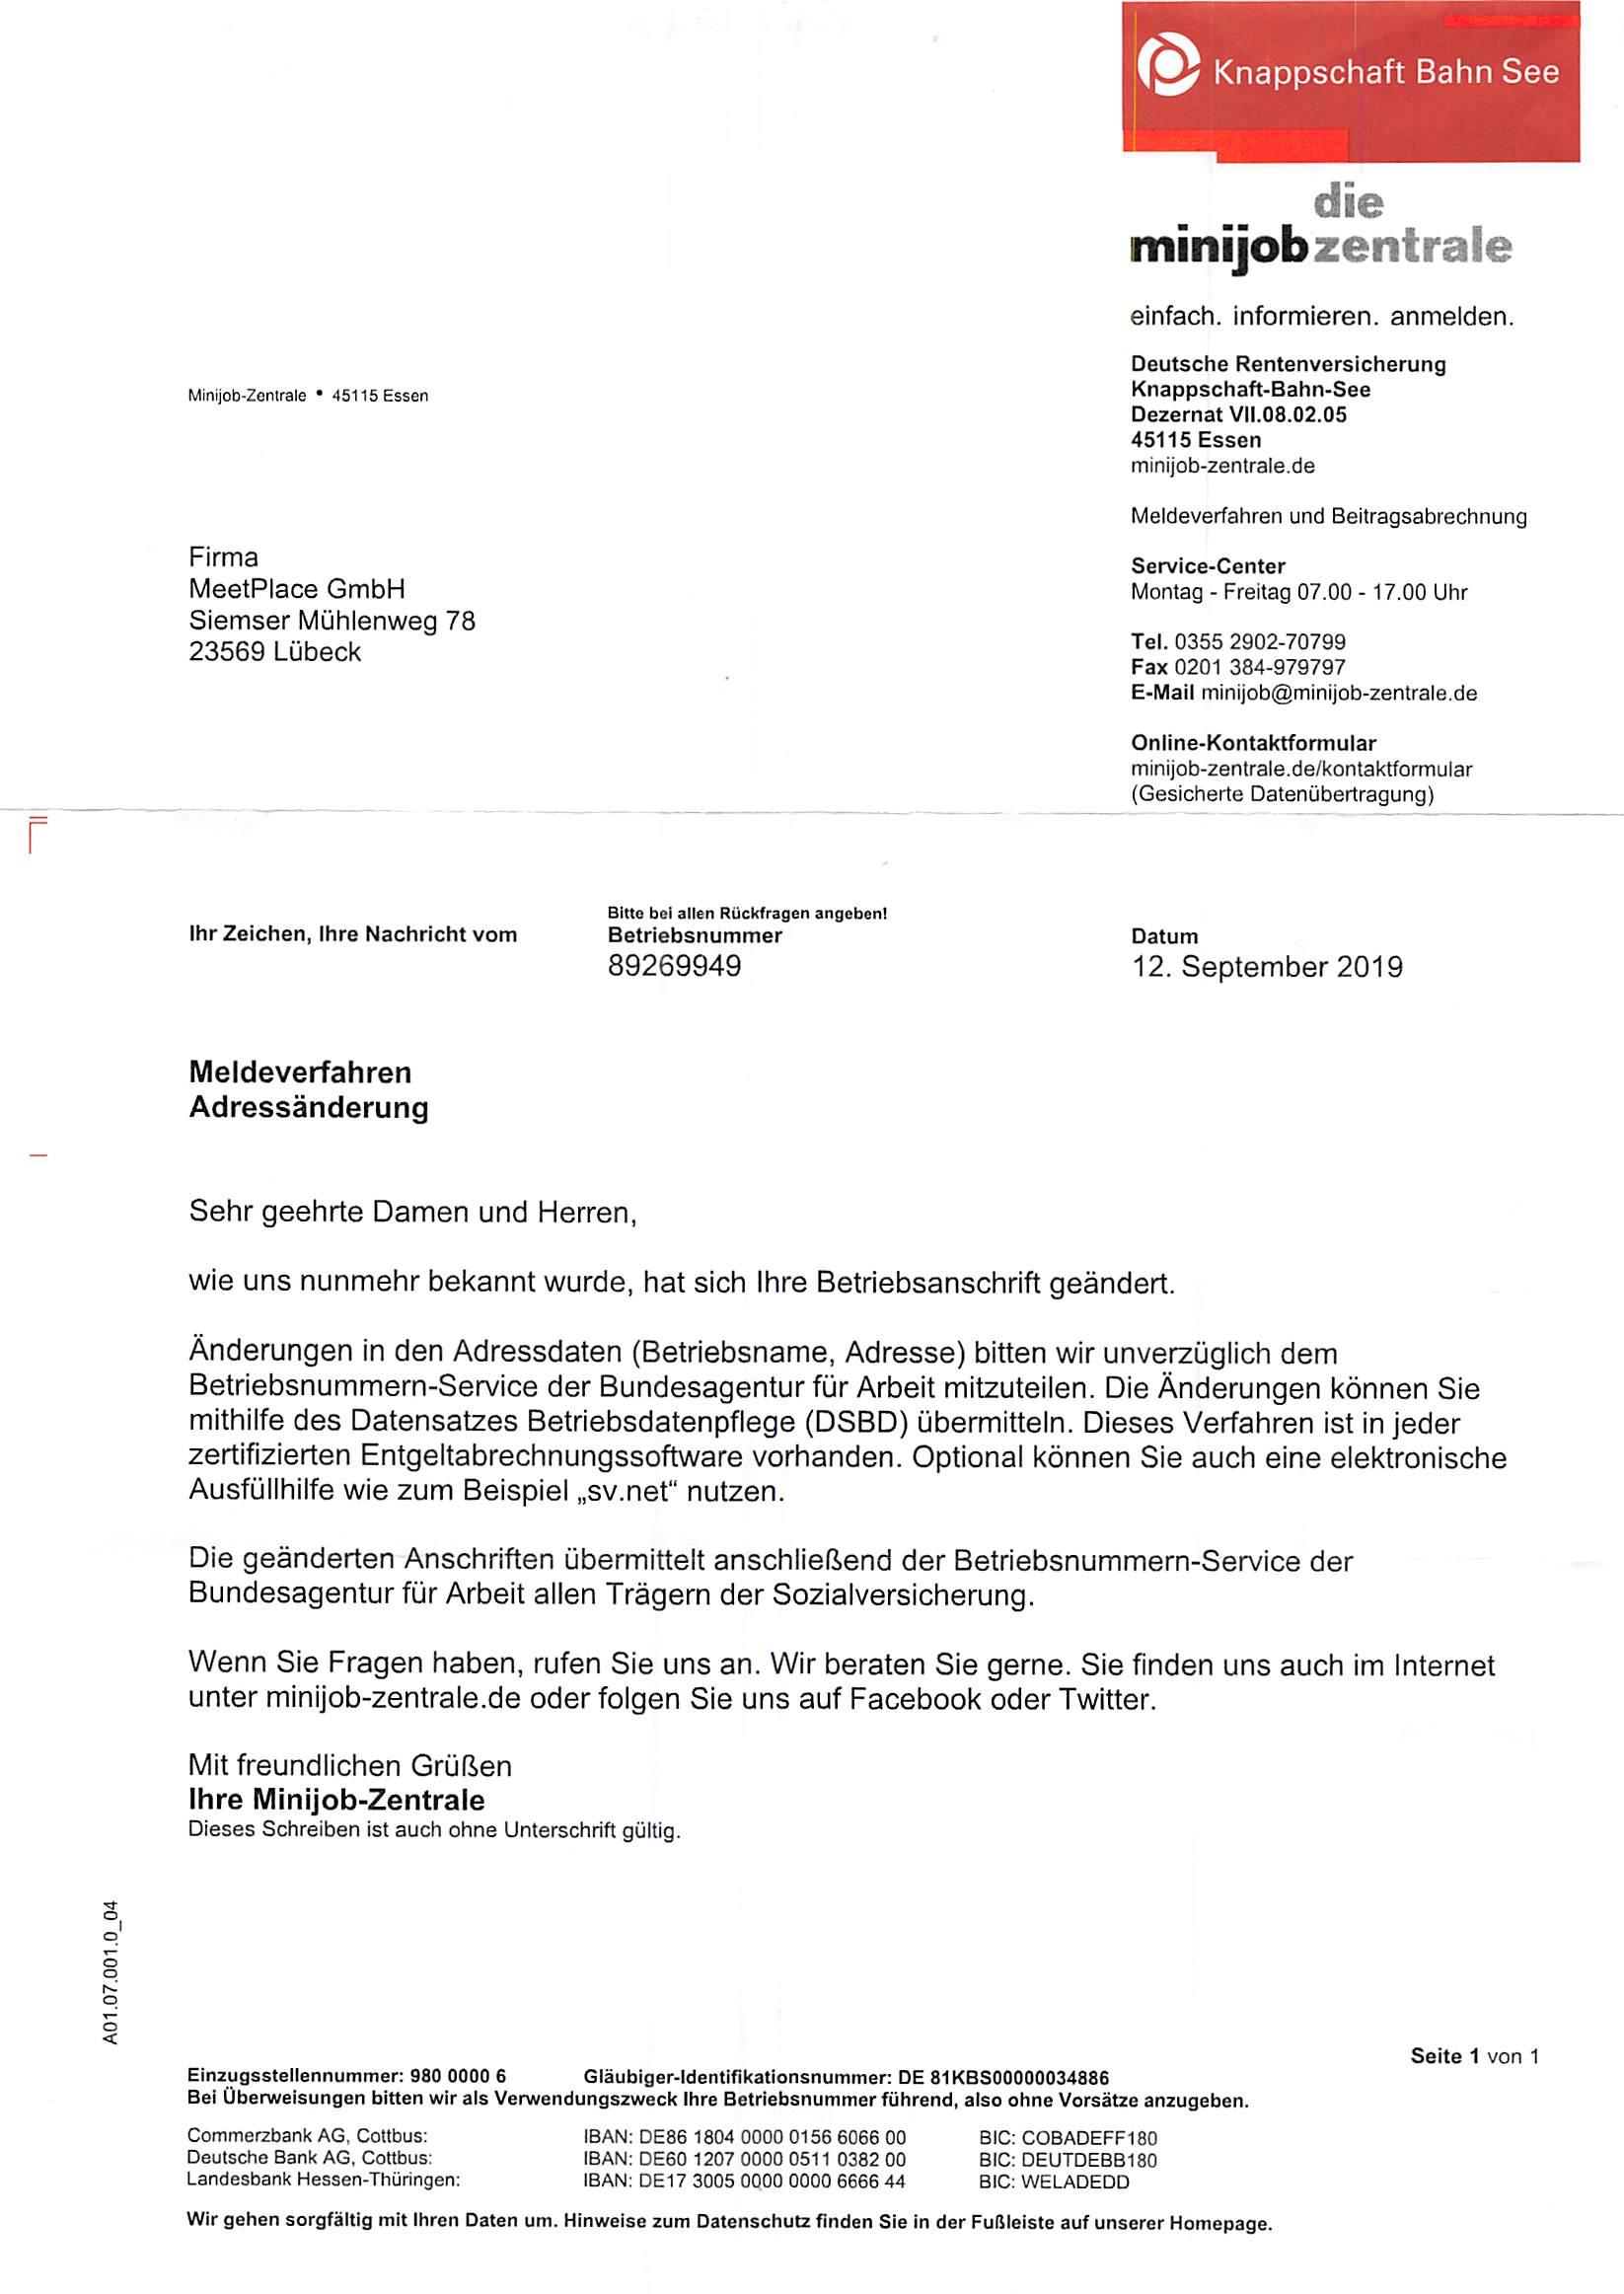 Knappschaft Bahn See
die
minijobzentrale
einfach. informieren. anmelden.
Deutsche Rentenversicherung
Knappschaft-Bahn-See
Dezernat VII.08.02.05
45115 Essen
minijob-zentrale.de
Meldeverfahren und Beitragsabrechnung
Service-Center
Montag - Freitag 07.00 - 17.00 Uhr
Tel. 0355 2902-70799
Fax 0201 384-979797
E-Mail minijob@minijob-zentrale.de
Online-Kontaktformular
minijob-zentrale.de/kontaktformular
(Gesicherte Datenübertragung)
Minijob-Zentrale • 45115 Essen
Firma
MeetPlace GmbH
Siemser Mühlenweg 78
23569 Lübeck
Ihr Zeichen, Ihre Nachricht vom
Bitte bei allen Rückfragen angeben!
Betriebsnummer
89269949
Datum
12. September 2019
Meldeverfahren
Adressänderung
Sehr geehrte Damen und Herren,
wie uns nunmehr bekannt wurde, hat sich Ihre Betriebsanschrift geändert.
Änderungen in den Adressdaten (Betriebsname, Adresse) bitten wir unverzüglich dem
Betriebsnummern-Service der Bundesagentur für Arbeit mitzuteilen. Die Änderungen können Sie
mithilfe des Datensatzes Betriebsdatenpflege (DSBD) übermitteln. Dieses Verfahren ist in jeder
zertifizierten Entgeltabrechnungssoftware vorhanden. Optional können Sie auch eine elektronische
Ausfüllhilfe wie zum Beispiel „sv.net“ nutzen.
Die geänderten Anschriften übermittelt anschließend der Betriebsnummern-Service der
Bundesagentur für Arbeit allen Trägern der Sozialversicherung.
Wenn Sie Fragen haben, rufen Sie uns an. Wir beraten Sie gerne. Sie finden uns auch im Internet
unter minijob-zentrale.de oder folgen Sie uns auf Facebook oder Twitter.
Mit freundlichen Grüßen
Ihre Minijob-Zentrale
Dieses Schreiben ist auch ohne Unterschrift gültig.
A01.07.001.0_04
Seite 1 von 1
Einzugsstellennummer: 980 0000 6 Gläubiger-Identifikationsnummer: DE 81KBS00000034886
Bei Überweisungen bitten wir als Verwendungszweck Ihre Betriebsnummer führend, also ohne Vorsätze anzugeben.
Commerzbank AG, Cottbus: IBAN: DE86 1804 0000 0156 6066 00 BIC: COBADEFF180
Deutsche Bank AG, Cottbus: IBAN: DE60 1207 0000 0511 0382 00 BIC: DEUTDEBB180
Landesbank Hessen-Thüringen: IBAN: DE17 3005 0000 0000 6666 44 BIC: WELADEDD
Wir gehen sorgfältig mit Ihren Daten um. Hinweise zum Datenschutz finden Sie in der Fußleiste auf unserer Homepage.